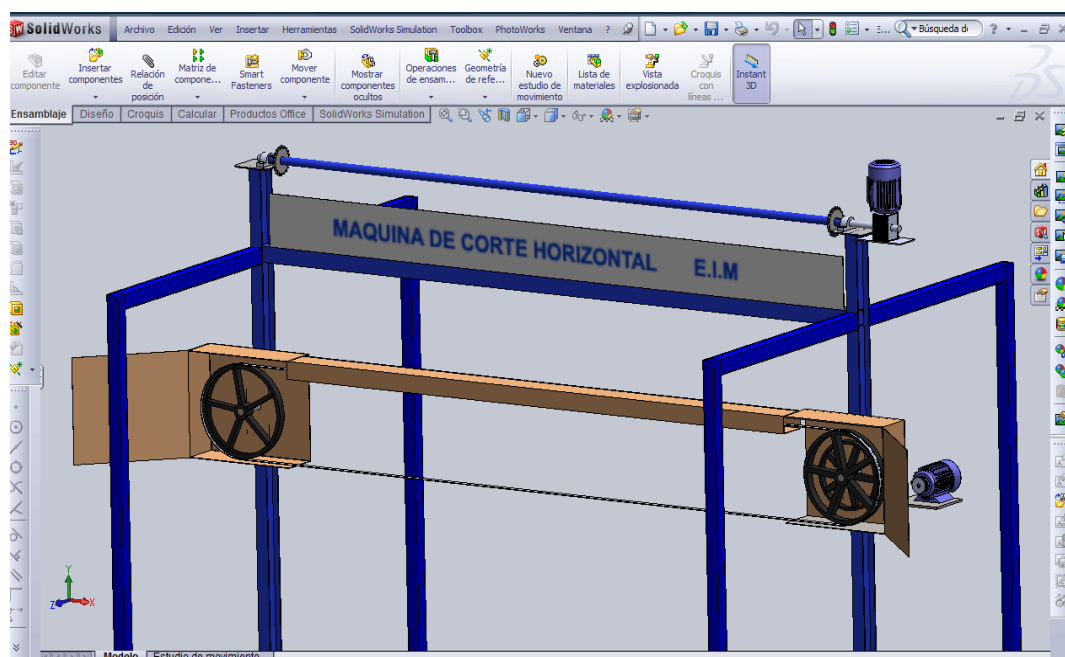 SolidWorks Archivo Edición Ver Insertar Herramientas SolidWorks Simulation Toolbox PhotoWorks Ventana ? Búsqueda d ?
Editar componente
Insertar componentes
Relación de posición
Matriz de compone...
Smart Fasteners
Mover componente
Mostrar componentes ocultos
Operaciones de ensam...
Geometría de refe...
Nuevo estudio de movimiento
Lista de materiales
Vista explosionada
Croquis con líneas ...
Instant 3D
Ensamblaje Diseño Croquis Calcular Productos Office SolidWorks Simulation
MAQUINA DE CORTE HORIZONTAL E.I.M
Y
Z X
Modelo Estudio de movimiento